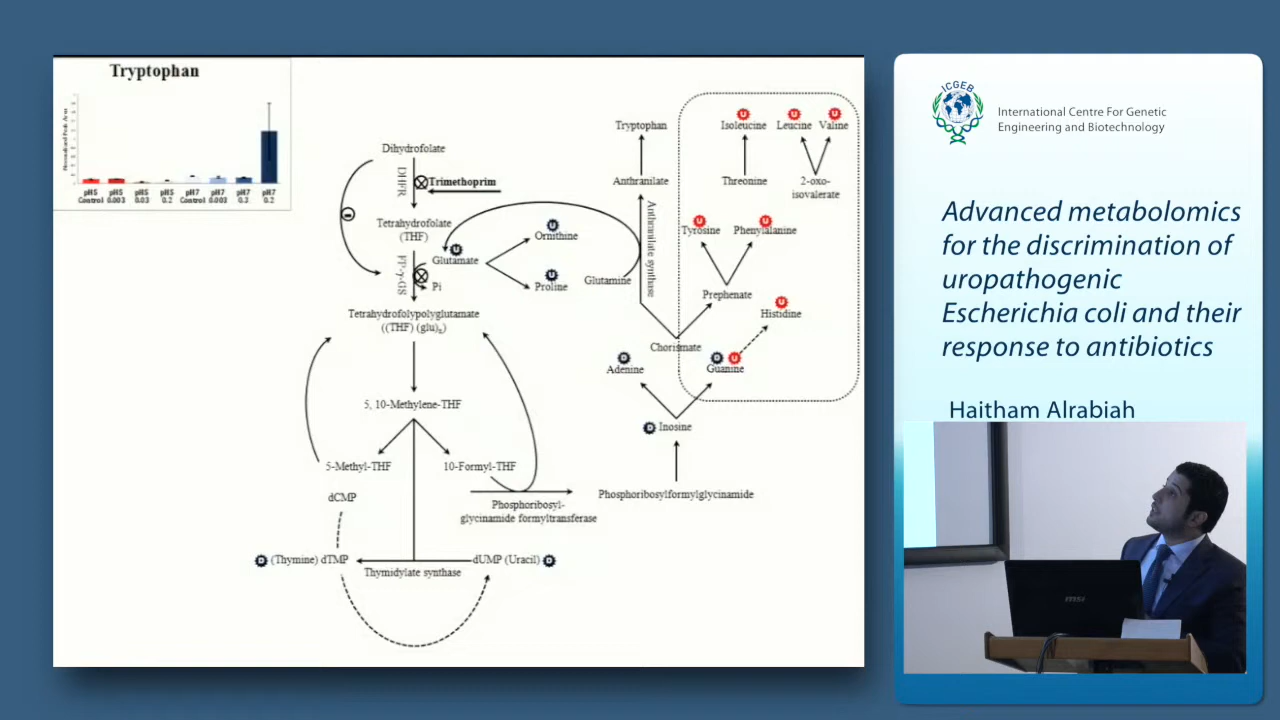 Tryptophan
Normalized Peak Area
pH5 pH5 pH5 pH5 pH7 pH7 pH7 pH7
Control 0.003 0.03 0.2 Control 0.003 0.2
Dihydrofolate
DHFR
Trimethoprim
Tetrahydrofolate
(THF)
Glutamate
Pi
Tetrahydrofolypolyglutamate
((THF) (glu)
5, 10-Methylene-THF
5-Methyl-THF
10-Formyl-THF
dCMP
Phosphoribosyl-
glycinamide formyltransferase
D (Thymine) dTMP
dUMP (Uracil) D
Thymidylate synthase
U
Ornithine
U
U
Proline
Glutamine
Tryptophan
Anthranilate
Anthranilate synthase
U
Isoleucine
U
Leucine
U
Valine
Threonine
2-oxo-
isovalerate
U
Tyrosine
U
Phenylalanine
Prephenate
U
Histidine
Chorismate
D
Adenine
D U
Guanine
D Inosine
Phosphoribosylformylglycinamide
ICGEB
International Centre For Genetic
Engineering and Biotechnology
Advanced metabolomics
for the discrimination of
uropathogenic
Escherichia coli and their
response to antibiotics
Haitham Alrabiah
msi